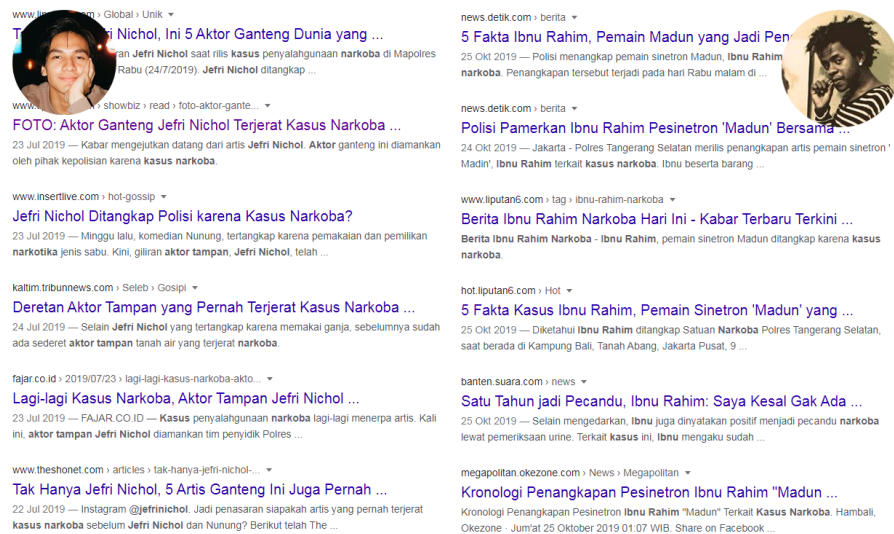 www. › Global › Unik
Nichol, Ini 5 Aktor Ganteng Dunia yang ...
Jefri Nichol saat rilis kasus penyalahgunaan narkoba di Mapolres
Rabu (24/7/2019). Jefri Nichol ditangkap ...
› showbiz › read › foto-aktor-gante...
FOTO: Aktor Ganteng Jefri Nichol Terjerat Kasus Narkoba ...
23 Jul 2019 — Kabar mengejutkan datang dari artis Jefri Nichol. Aktor ganteng ini diamankan
oleh pihak kepolisian karena kasus narkoba.
www.insertlive.com › hot-gossip
Jefri Nichol Ditangkap Polisi karena Kasus Narkoba?
23 Jul 2019 — Minggu lalu, komedian Nunung, tertangkap karena pemakaian dan pemilikan
narkotika jenis sabu. Kini, giliran aktor tampan, Jefri Nichol, telah ...
kaltim.tribunnews.com › Seleb › Gosipi
Deretan Aktor Tampan yang Pernah Terjerat Kasus Narkoba ...
24 Jul 2019 — Selain Jefri Nichol yang tertangkap karena memakai ganja, sebelumnya sudah
ada sederet aktor tampan tanah air yang terjerat narkoba.
fajar.co.id › 2019/07/23 › lagi-lagi-kasus-narkoba-akto...
Lagi-lagi Kasus Narkoba, Aktor Tampan Jefri Nichol ...
23 Jul 2019 — FAJAR.CO.ID — Kasus penyalahgunaan narkoba lagi-lagi menerpa artis. Kali
ini, aktor tampan Jefri Nichol diamankan tim penyidik Polres ...
www.theshonet.com › articles › tak-hanya-jefri-nichol-...
Tak Hanya Jefri Nichol, 5 Artis Ganteng Ini Juga Pernah ...
22 Jul 2019 — Instagram @jefrinichol. Jadi penasaran siapakah artis yang pernah terjerat
kasus narkoba sebelum Jefri Nichol dan Nunung? Berikut telah The ...
news.detik.com › berita
5 Fakta Ibnu Rahim, Pemain Madun yang Jadi
25 Okt 2019 — Polisi menangkap pemain sinetron Madun, Ibnu Rahim
narkoba. Penangkapan tersebut terjadi pada hari Rabu malam di ...
news.detik.com › berita
Polisi Pamerkan Ibnu Rahim Pesinetron 'Madun' Bersama ...
24 Okt 2019 — Jakarta - Polres Tangerang Selatan merilis penangkapan artis pemain sinetron '
Madin', Ibnu Rahim terkait kasus narkoba. Ibnu beserta barang ...
www.liputan6.com › tag › ibnu-rahim-narkoba
Berita Ibnu Rahim Narkoba Hari Ini - Kabar Terbaru Terkini ...
Berita Ibnu Rahim Narkoba - Ibnu Rahim, pemain sinetron Madun ditangkap karena kasus
narkoba.
hot.liputan6.com › Hot
5 Fakta Kasus Ibnu Rahim, Pemain Sinetron 'Madun' yang ...
25 Okt 2019 — Diketahui Ibnu Rahim ditangkap Satuan Narkoba Polres Tangerang Selatan,
saat berada di Kampung Bali, Tanah Abang, Jakarta Pusat, 9 ...
banten.suara.com › news
Satu Tahun jadi Pecandu, Ibnu Rahim: Saya Kesal Gak Ada ...
25 Okt 2019 — Selain mengedarkan, Ibnu juga dinyatakan positif menjadi pecandu narkoba
lewat pemeriksaan urine. Terkait kasus ini, Ibnu mengaku sudah ...
megapolitan.okezone.com › News › Megapolitan
Kronologi Penangkapan Pesinetron Ibnu Rahim "Madun ...
Kronologi Penangkapan Pesinetron Ibnu Rahim "Madun" Terkait Kasus Narkoba. Hambali,
Okezone · Jum'at 25 Oktober 2019 01:07 WIB. Share on Facebook ...